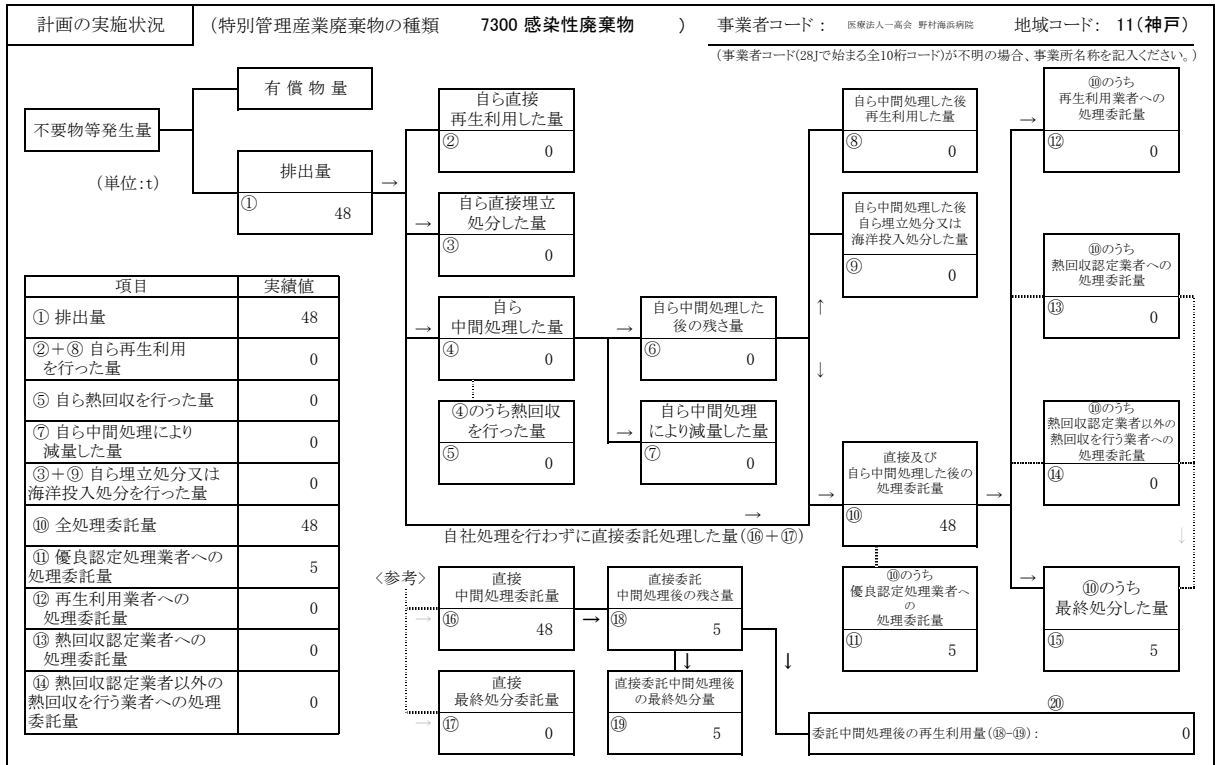 計画の実施状況
(特別管理産業廃棄物の種類 7300 感染性廃棄物 )
事業者コード: 医療法人一高会 野村海浜病院
地域コード: 11(神戸)
(事業者コード(28Jで始まる全10桁コード)が不明の場合、事業所名称を記入ください。)
不要物等発生量
(単位:t)
有償物量
排出量
→
① 48
自ら直接
再生利用した量
② 0
→
自ら直接埋立
処分した量
③ 0
→
自ら
中間処理した量
④ 0
④のうち熱回収
を行った量
⑤ 0
→
自ら中間処理した
後の残さ量
⑥ 0
→
自ら中間処理
により減量した量
⑦ 0
自ら中間処理した後
再生利用した量
⑧ 0
自ら中間処理した後
自ら埋立処分又は
海洋投入処分した量
⑨ 0
↑
↓
→
直接及び
自ら中間処理した後の
処理委託量
⑩ 48
→
⑩のうち
優良認定処理業者へ
の
処理委託量
⑪ 5
→
⑩のうち
再生利用業者への
処理委託量
⑫ 0
⑩のうち
熱回収認定業者への
処理委託量
⑬ 0
⑩のうち
熱回収認定業者以外の
熱回収を行う業者への
処理委託量
⑭ 0
↓
→
⑩のうち
最終処分した量
⑮ 5
項目 実績値
① 排出量 48
②+⑧ 自ら再生利用
を行った量 0
⑤ 自ら熱回収を行った量 0
⑦ 自ら中間処理により
減量した量 0
③+⑨ 自ら埋立処分又は
海洋投入処分を行った量 0
⑩ 全処理委託量 48
⑪ 優良認定処理業者への
処理委託量 5
⑫ 再生利用業者への
処理委託量 0
⑬ 熱回収認定業者への
処理委託量 0
⑭ 熱回収認定業者以外の
熱回収を行う業者への処理
委託量 0
→
自社処理を行わずに直接委託処理した量(⑯+⑰)
<参考>
→
直接
中間処理委託量
⑯ 48
→
直接委託
中間処理後の残さ量
⑱ 5
→
直接
最終処分委託量
⑰ 0
↓
直接委託中間処理後
の最終処分量
⑲ 5
↓
⑳
委託中間処理後の再生利用量(⑱-⑲): 0